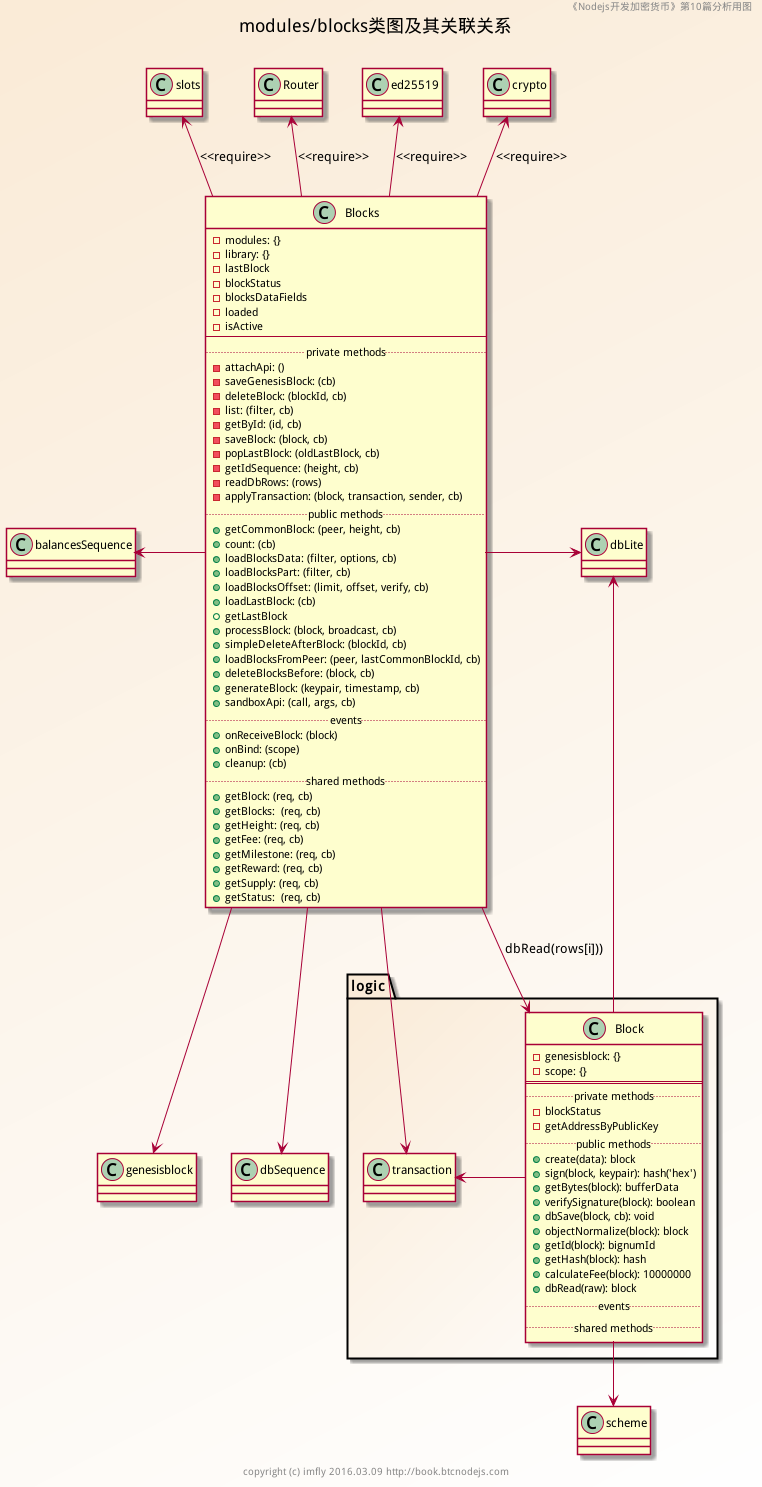 《Nodejs开发加密货币》第10篇分析用图
modules/blocks类图及其关联关系
C slots
C Router
C ed25519
C crypto
<<require>>
<<require>>
<<require>>
<<require>>
C Blocks
modules: {}
library: {}
lastBlock
blockStatus
blocksDataFields
loaded
isActive
private methods
attachApi: ()
saveGenesisBlock: (cb)
deleteBlock: (blockId, cb)
list: (filter, cb)
getById: (id, cb)
saveBlock: (block, cb)
popLastBlock: (oldLastBlock, cb)
getIdSequence: (height, cb)
readDbRows: (rows)
applyTransaction: (block, transaction, sender, cb)
public methods
getCommonBlock: (peer, height, cb)
count: (cb)
loadBlocksData: (filter, options, cb)
loadBlocksPart: (filter, cb)
loadBlocksOffset: (limit, offset, verify, cb)
loadLastBlock: (cb)
getLastBlock
processBlock: (block, broadcast, cb)
simpleDeleteAfterBlock: (blockId, cb)
loadBlocksFromPeer: (peer, lastCommonBlockId, cb)
deleteBlocksBefore: (block, cb)
generateBlock: (keypair, timestamp, cb)
sandboxApi: (call, args, cb)
events
onReceiveBlock: (block)
onBind: (scope)
cleanup: (cb)
shared methods
getBlock: (req, cb)
getBlocks:  (req, cb)
getHeight: (req, cb)
getFee: (req, cb)
getMilestone: (req, cb)
getReward: (req, cb)
getSupply: (req, cb)
getStatus:  (req, cb)
C balancesSequence
C dbLite
dbRead(rows[i]))
logic
C Block
genesisblock: {}
scope: {}
private methods
blockStatus
getAddressByPublicKey
public methods
create(data): block
sign(block, keypair): hash('hex')
getBytes(block): bufferData
verifySignature(block): boolean
dbSave(block, cb): void
objectNormalize(block): block
getId(block): bignumId
getHash(block): hash
calculateFee(block): 10000000
dbRead(raw): block
events
shared methods
C genesisblock
C dbSequence
C transaction
C scheme
copyright (c) imfly 2016.03.09 http://book.btcnodejs.com